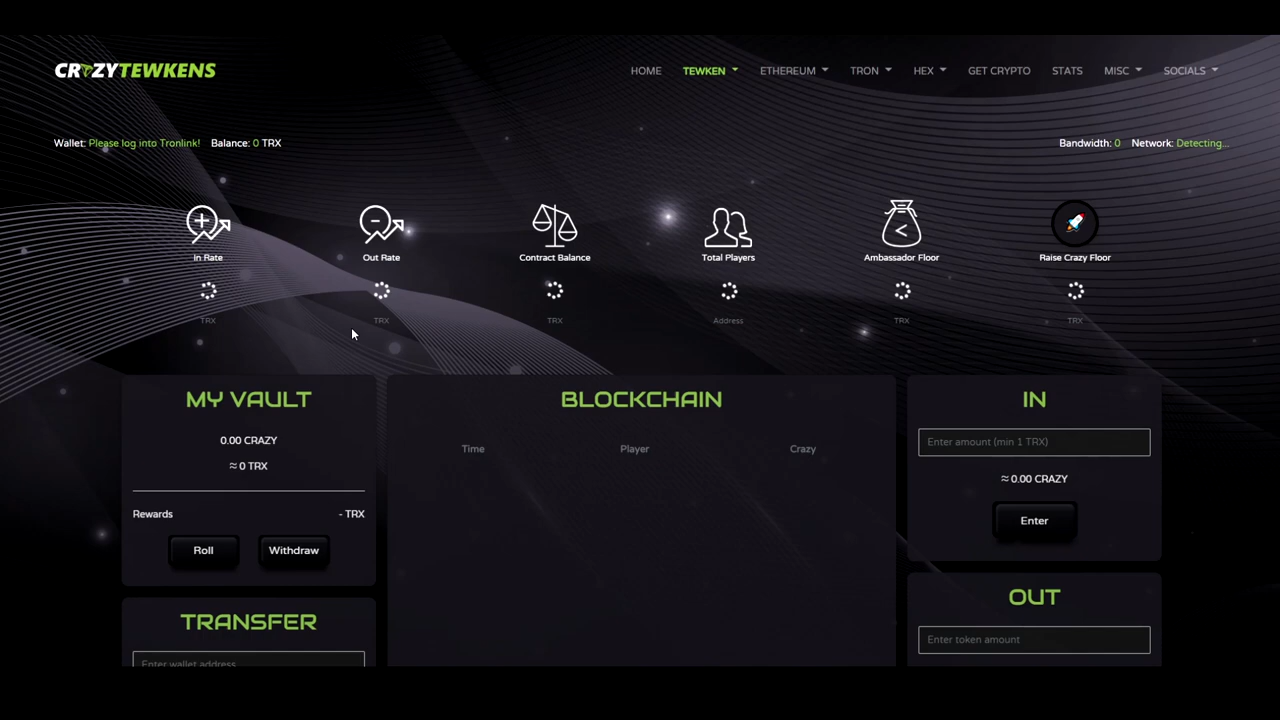 CRAZYTEWKENS
HOME TEWKEN ETHEREUM TRON HEX GET CRYPTO STATS MISC SOCIALS
Wallet: Please log into Tronlink! Balance: 0 TRX
Bandwidth: 0 Network: Detecting...
In Rate Out Rate Contract Balance Total Players Ambassador Floor Raise Crazy Floor
TRX TRX TRX Address TRX TRX
MY VAULT
0.00 CRAZY
≈ 0 TRX
Rewards - TRX
Roll Withdraw
TRANSFER
Enter wallet address
BLOCKCHAIN
Time Player Crazy
IN
Enter amount (min 1 TRX)
≈ 0.00 CRAZY
Enter
OUT
Enter token amount